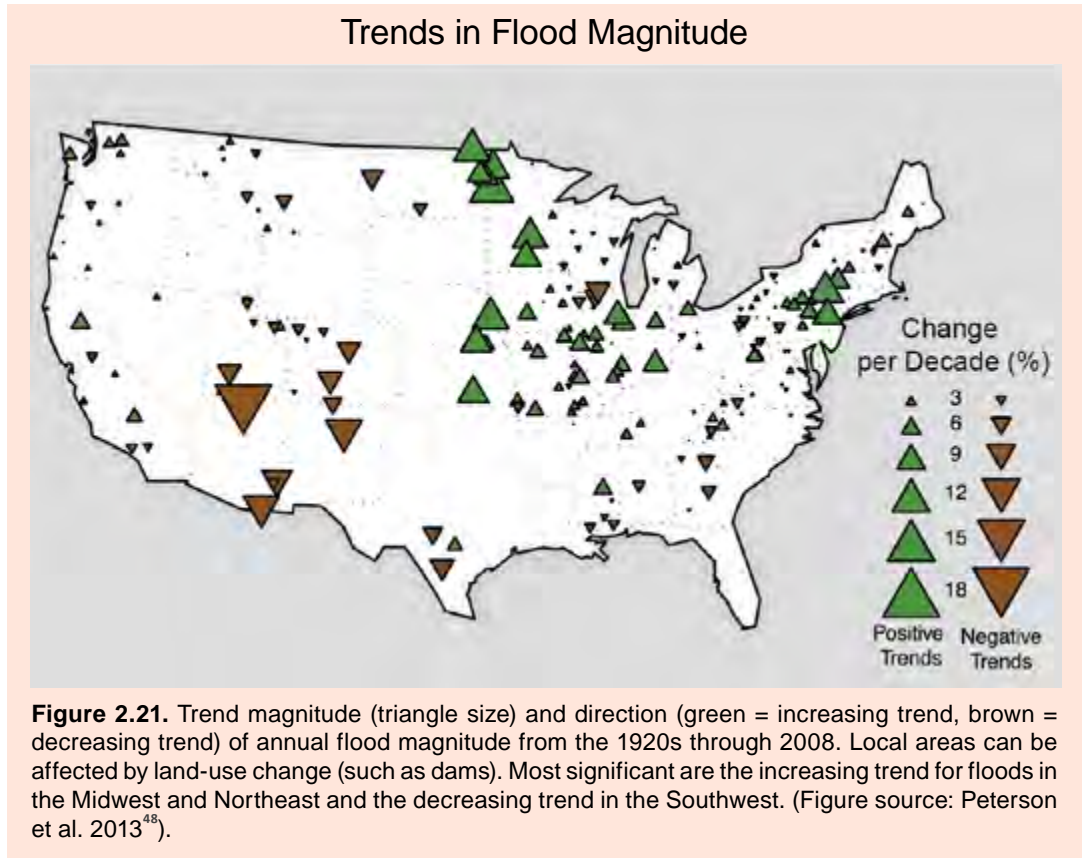 Trends in Flood Magnitude
Change
per Decade (%)
3
6
9
12
15
18
Positive
Trends
Negative
Trends
Figure 2.21. Trend magnitude (triangle size) and direction (green = increasing trend, brown =
decreasing trend) of annual flood magnitude from the 1920s through 2008. Local areas can be
affected by land-use change (such as dams). Most significant are the increasing trend for floods in
the Midwest and Northeast and the decreasing trend in the Southwest. (Figure source: Peterson
et al. 2013⁴⁸).